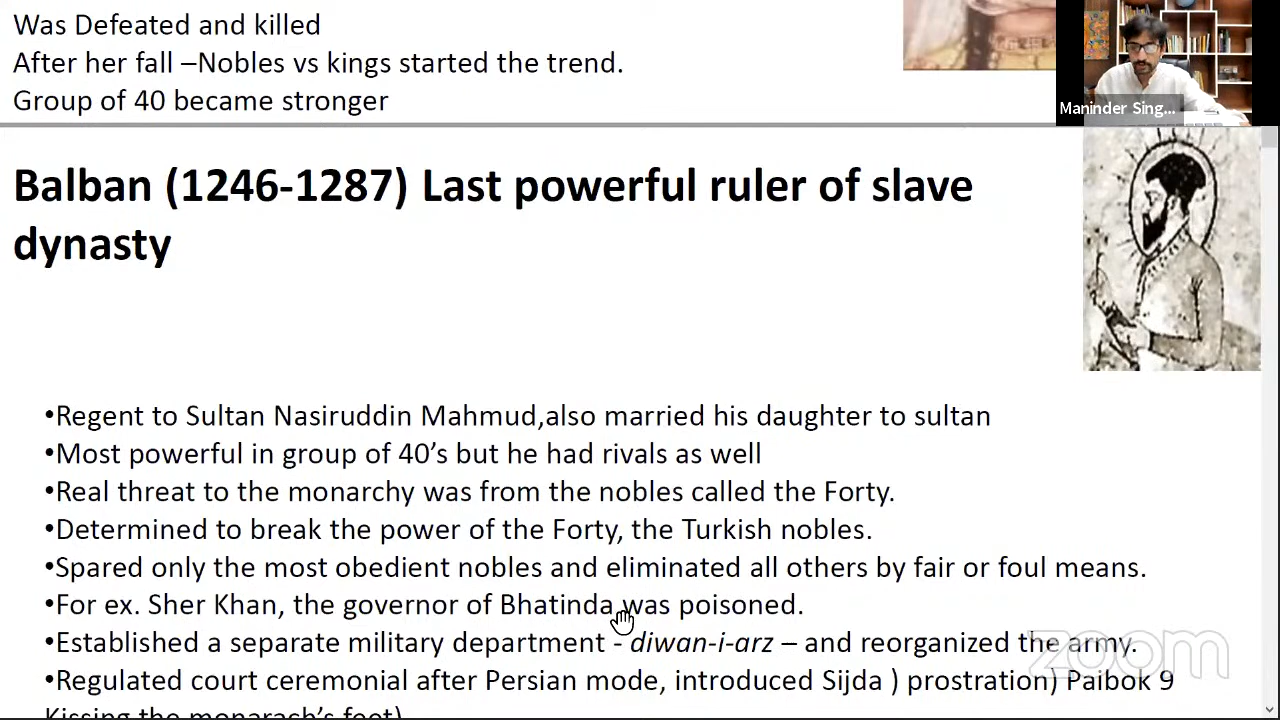 Was Defeated and killed
After her fall –Nobles vs kings started the trend.
Group of 40 became stronger
Maninder Sing...
Balban (1246-1287) Last powerful ruler of slave
dynasty
•Regent to Sultan Nasiruddin Mahmud,also married his daughter to sultan
•Most powerful in group of 40’s but he had rivals as well
•Real threat to the monarchy was from the nobles called the Forty.
•Determined to break the power of the Forty, the Turkish nobles.
•Spared only the most obedient nobles and eliminated all others by fair or foul means.
•For ex. Sher Khan, the governor of Bhatinda was poisoned.
•Established a separate military department - diwan-i-arz – and reorganized the army.
•Regulated court ceremonial after Persian mode, introduced Sijda ) prostration) Paibok 9
Kissing the monarach’s feet)
zoom